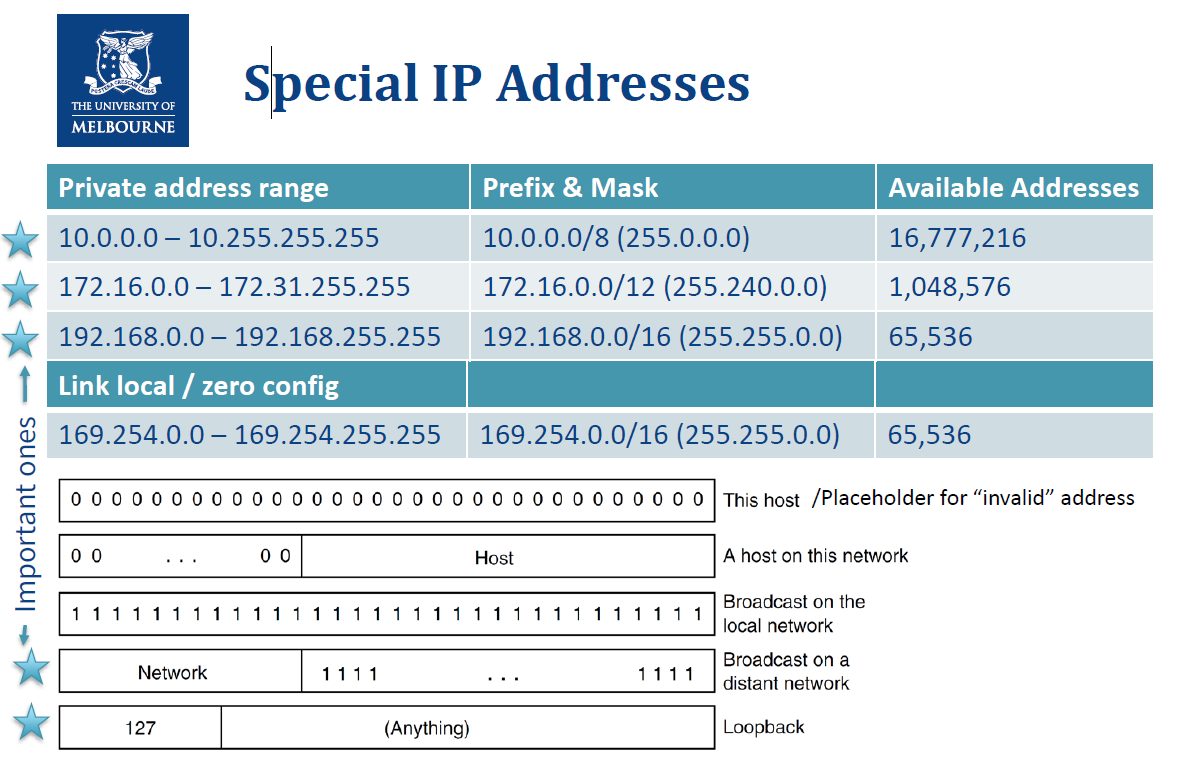 POSTERA CRESCAM LAUDE
THE UNIVERSITY OF
MELBOURNE
Special IP Addresses
Private address range Prefix & Mask Available Addresses
10.0.0.0 – 10.255.255.255 10.0.0.0/8 (255.0.0.0) 16,777,216
172.16.0.0 – 172.31.255.255 172.16.0.0/12 (255.240.0.0) 1,048,576
192.168.0.0 – 192.168.255.255 192.168.0.0/16 (255.255.0.0) 65,536
Link local / zero config
169.254.0.0 – 169.254.255.255 169.254.0.0/16 (255.255.0.0) 65,536
Important ones
0 0 0 0 0 0 0 0 0 0 0 0 0 0 0 0 0 0 0 0 0 0 0 0 0 0 0 0 0 0 0 0 This host /Placeholder for “invalid” address
0 0 . . . 0 0 Host A host on this network
1 1 1 1 1 1 1 1 1 1 1 1 1 1 1 1 1 1 1 1 1 1 1 1 1 1 1 1 1 1 1 1 Broadcast on the
local network
Network 1 1 1 1 . . . 1 1 1 1 Broadcast on a
distant network
127 (Anything) Loopback